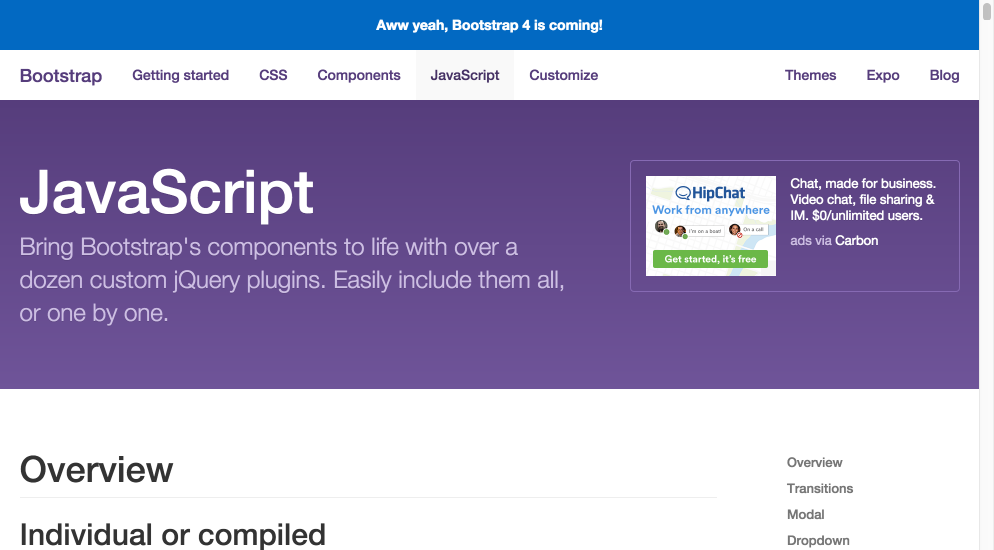 Aww yeah, Bootstrap 4 is coming!
Bootstrap Getting started CSS Components JavaScript Customize Themes Expo Blog
JavaScript
Bring Bootstrap's components to life with over a
dozen custom jQuery plugins. Easily include them all,
or one by one.
HipChat
Work from anywhere
I'm on a boat!
On a call
Get started, it's free
Chat, made for business.
Video chat, file sharing &
IM. $0/unlimited users.
ads via Carbon
Overview
Individual or compiled
Overview
Transitions
Modal
Dropdown